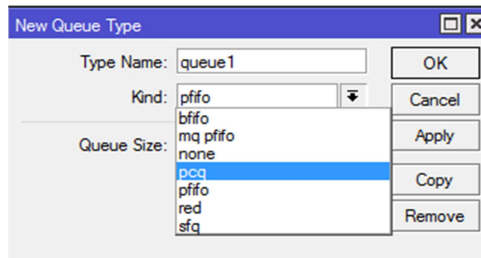 New Queue Type
Type Name: queue1
OK
Kind: pfifo
Cancel
bfifo
mq pfifo
Apply
Queue Size:
none
pcq
Copy
pfifo
red
Remove
sfq